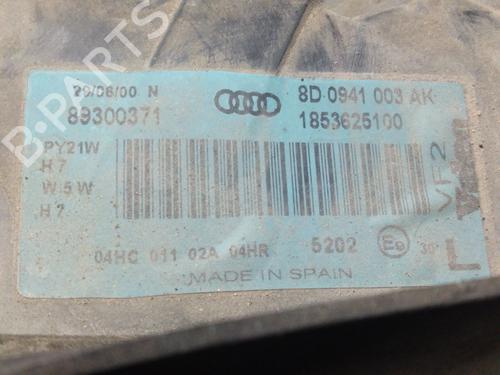 B-PARTS
29/06/00 N
8D 0941 003 AK
89300371
1853625100
PY21W
H7
W5W
H7
VF2
04HC 011 02A 04HR
5202
E9
30°
L
MADE IN SPAIN